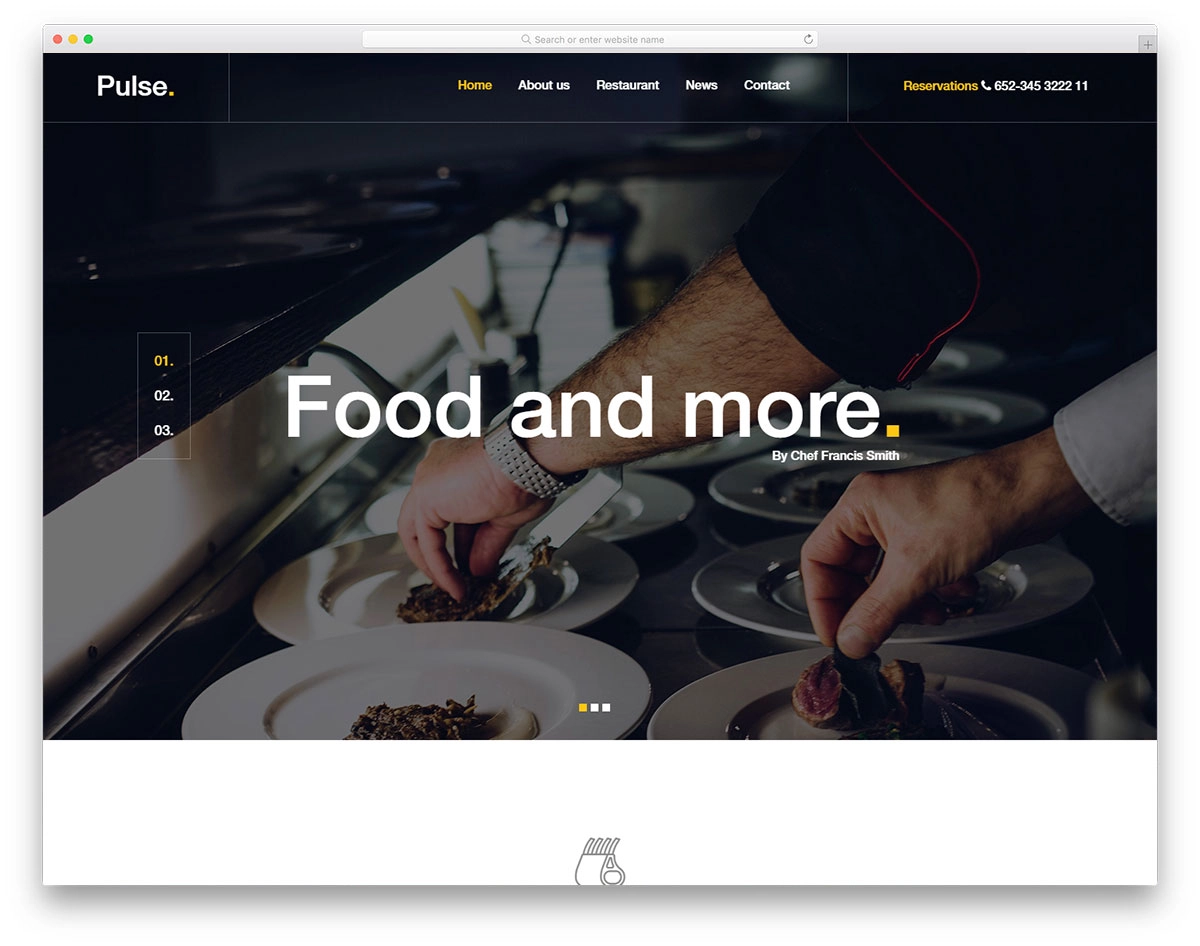 Search or enter website name
Pulse.
Home About us Restaurant News Contact
Reservations 652-345 3222 11
01.
02.
03.
Food and more.
By Chef Francis Smith